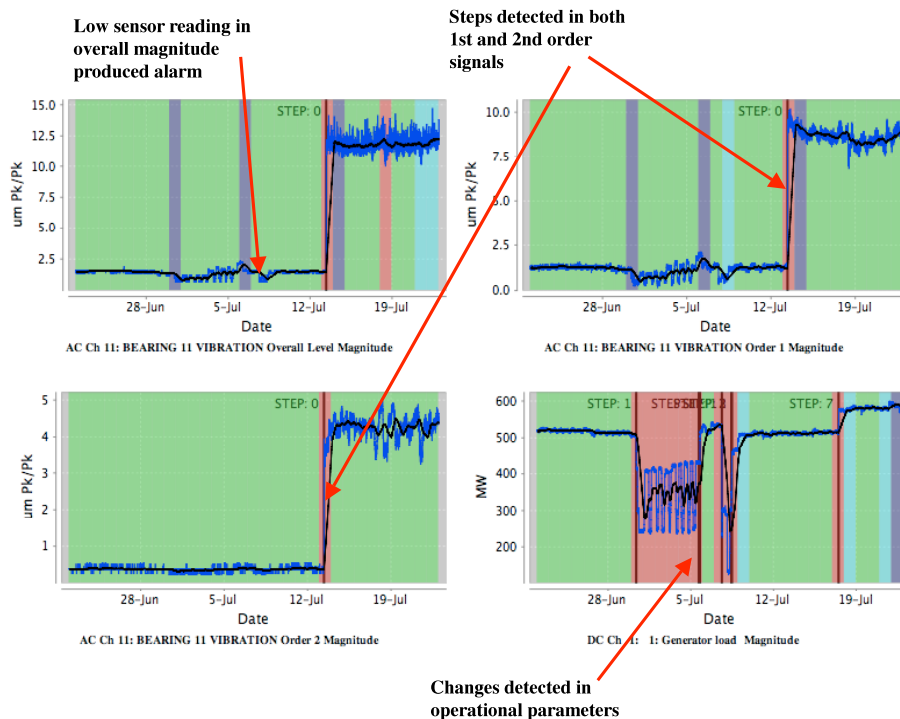 Low sensor reading in
overall magnitude
produced alarm
Steps detected in both
1st and 2nd order
signals
STEP: 0
15.0
12.5
10.0
7.5
5.0
2.5
um Pk/Pk
28-Jun
5-Jul
12-Jul
19-Jul
Date
AC Ch 11: BEARING 11 VIBRATION Overall Level Magnitude
STEP: 0
10.0
7.5
5.0
2.5
0.0
um Pk/Pk
28-Jun
5-Jul
12-Jul
19-Jul
Date
AC Ch 11: BEARING 11 VIBRATION Order 1 Magnitude
STEP: 0
5
4
3
2
1
um Pk/Pk
28-Jun
5-Jul
12-Jul
19-Jul
Date
AC Ch 11: BEARING 11 VIBRATION Order 2 Magnitude
STEP: 1
STEP: 7
600
500
400
300
200
MW
28-Jun
5-Jul
12-Jul
19-Jul
Date
DC Ch 1: 1: Generator load Magnitude
Changes detected in
operational parameters